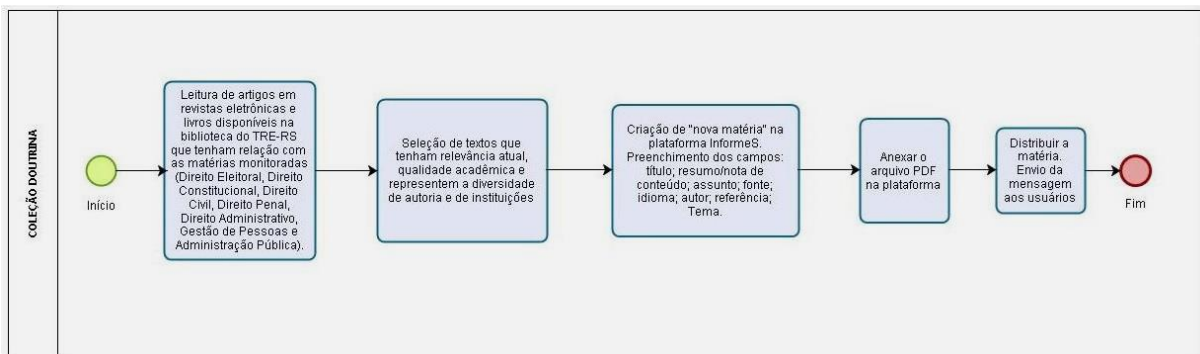 COLEÇÃO DOUTRINA
Início
Leitura de artigos em
revistas eletrônicas e
livros disponíveis na
biblioteca do TRE-RS
que tenham relação com
as matérias monitoradas
(Direito Eleitoral, Direito
Constitucional, Direito
Civil, Direito Penal,
Direito Administrativo,
Gestão de Pessoas e
Administração Pública).
Seleção de textos que
tenham relevância atual,
qualidade acadêmica e
representem a diversidade
de autoria e de instituições
Criação de "nova matéria" na
plataforma InformeS.
Preenchimento dos campos:
título; resumo/nota de
conteúdo; assunto; fonte;
idioma; autor; referência;
Tema.
Anexar o
arquivo PDF
na plataforma
Distribuir a
matéria.
Envio da
mensagem
aos usuários
Fim